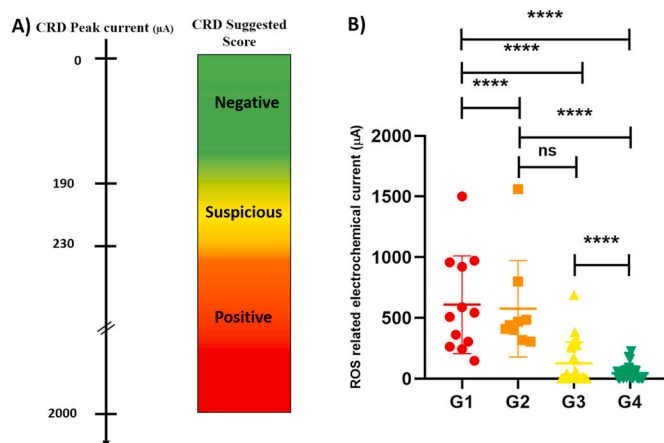 A)
CRD Peak current (µA)
CRD Suggested
Score
0
190
230
2000
Negative
Suspicious
Positive
B)
****
****
****
****
ns
****
ROS related electrochemical current (µA)
2000
1500
1000
500
0
G1 G2 G3 G4